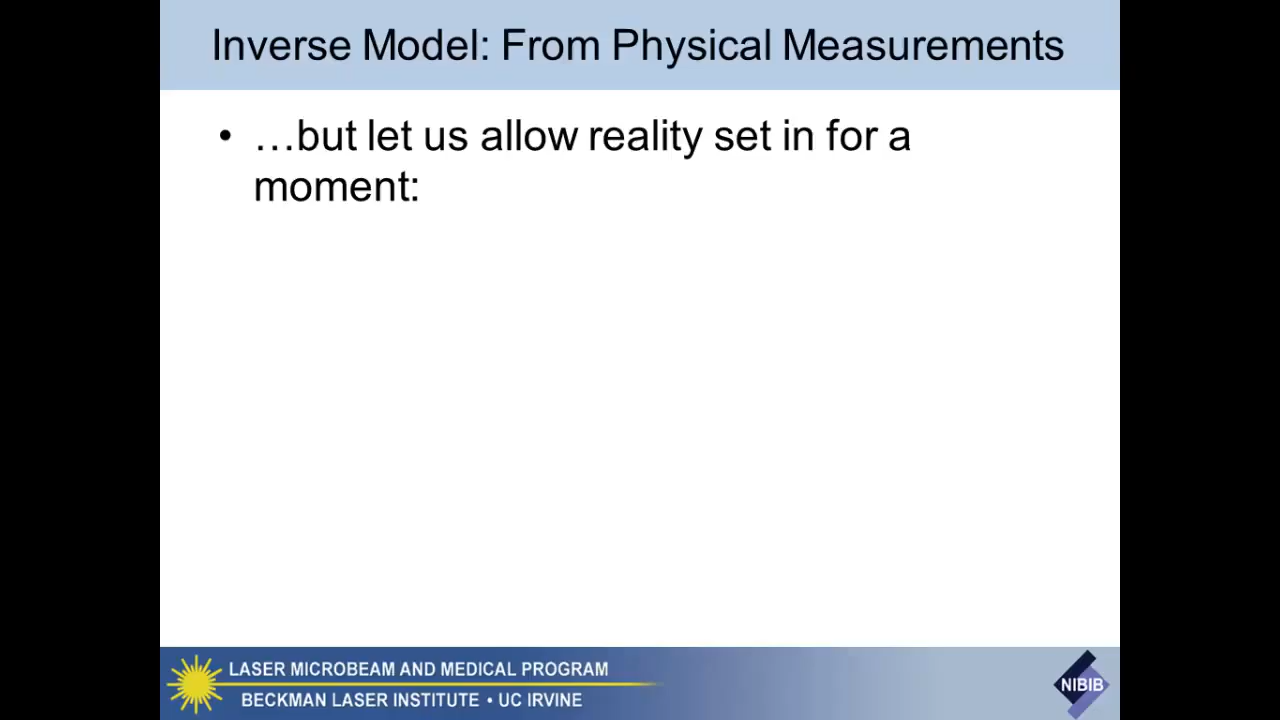 Inverse Model: From Physical Measurements
• …but let us allow reality set in for a
moment:
LASER MICROBEAM AND MEDICAL PROGRAM
BECKMAN LASER INSTITUTE • UC IRVINE
NIBIB